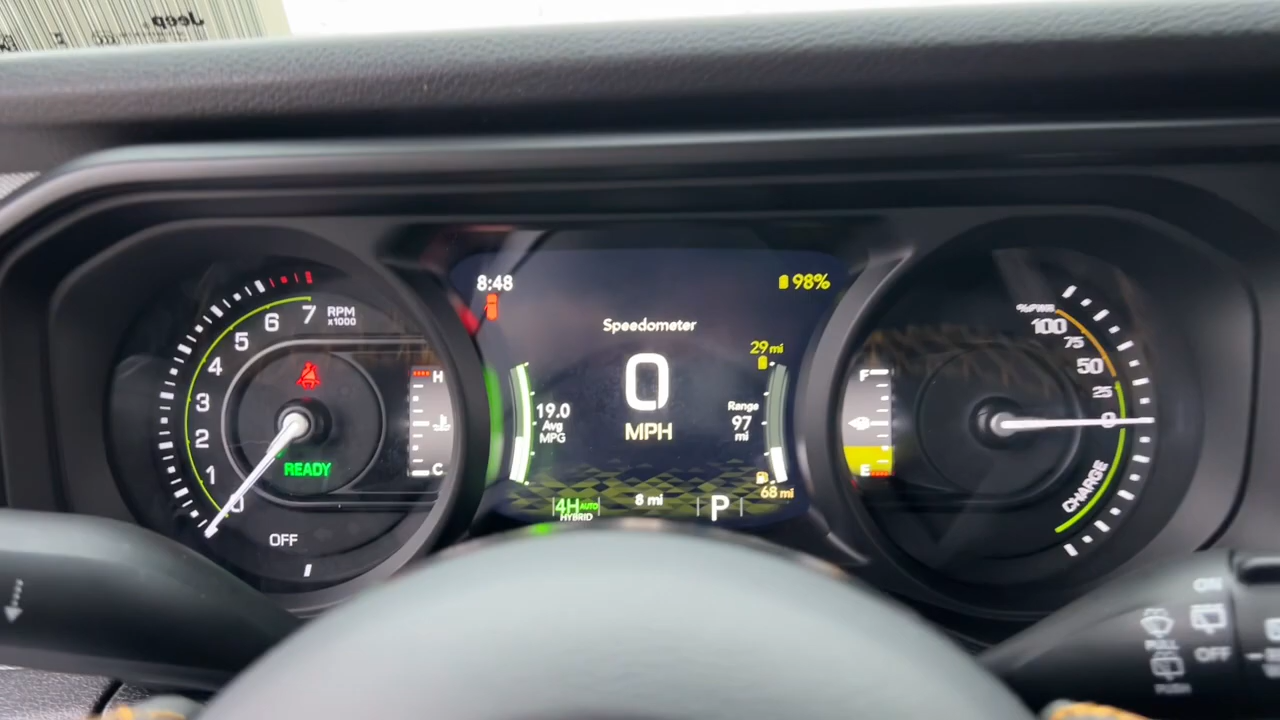 Jeep
8:48
98%
Speedometer
29 mi
0
MPH
19.0
Avg
MPG
Range
97
mi
68 mi
4H AUTO
HYBRID
8 mi
P
7
6
5
4
3
2
1
0
RPM
x1000
READY
OFF
H
C
F
E
%PWR
100
75
50
25
0
CHARGE
ON
OFF
PULL
PUSH